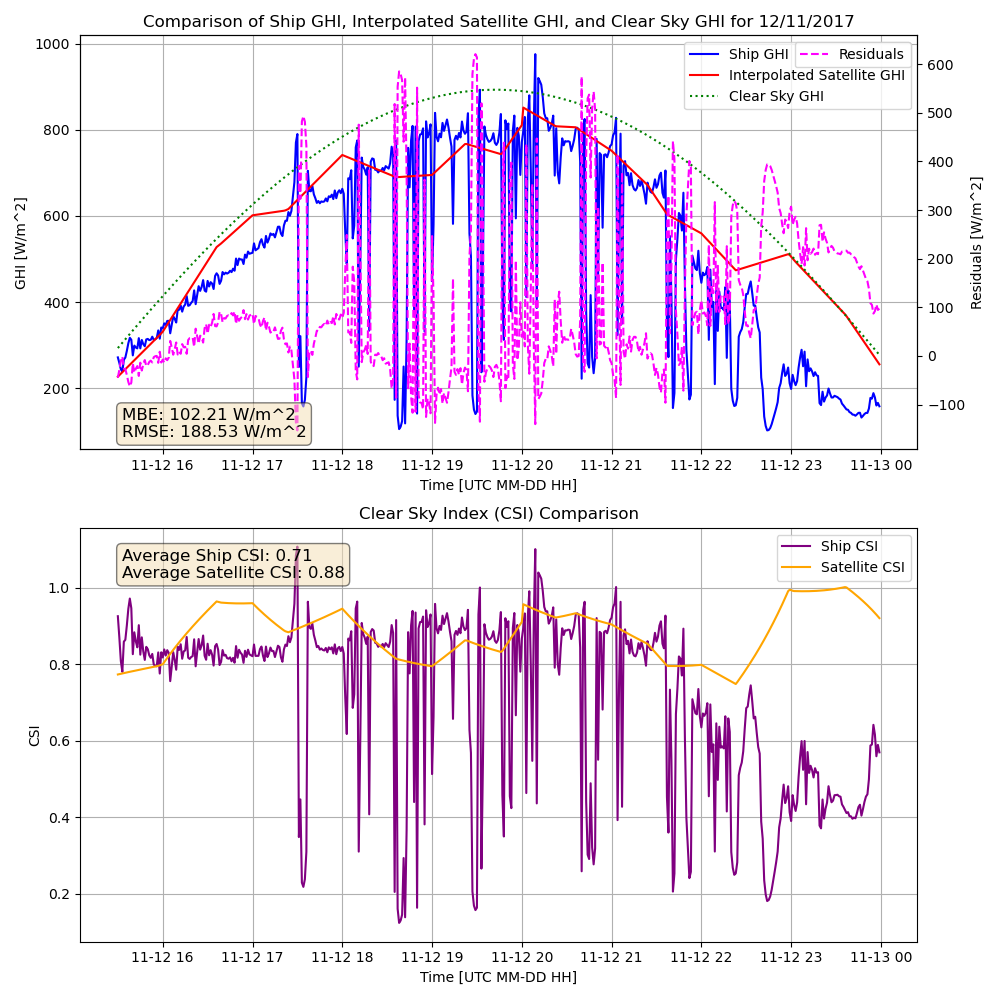 Comparison of Ship GHI, Interpolated Satellite GHI, and Clear Sky GHI for 12/11/2017
Ship GHI
Interpolated Satellite GHI
Clear Sky GHI
Residuals
GHI [W/m^2]
1000
800
600
400
200
Residuals [W/m^2]
600
500
400
300
200
100
0
−100
MBE: 102.21 W/m^2
RMSE: 188.53 W/m^2
11-12 16 11-12 17 11-12 18 11-12 19 11-12 20 11-12 21 11-12 22 11-12 23 11-13 00
Time [UTC MM-DD HH]
Clear Sky Index (CSI) Comparison
Average Ship CSI: 0.71
Average Satellite CSI: 0.88
Ship CSI
Satellite CSI
CSI
1.0
0.8
0.6
0.4
0.2
11-12 16 11-12 17 11-12 18 11-12 19 11-12 20 11-12 21 11-12 22 11-12 23 11-13 00
Time [UTC MM-DD HH]